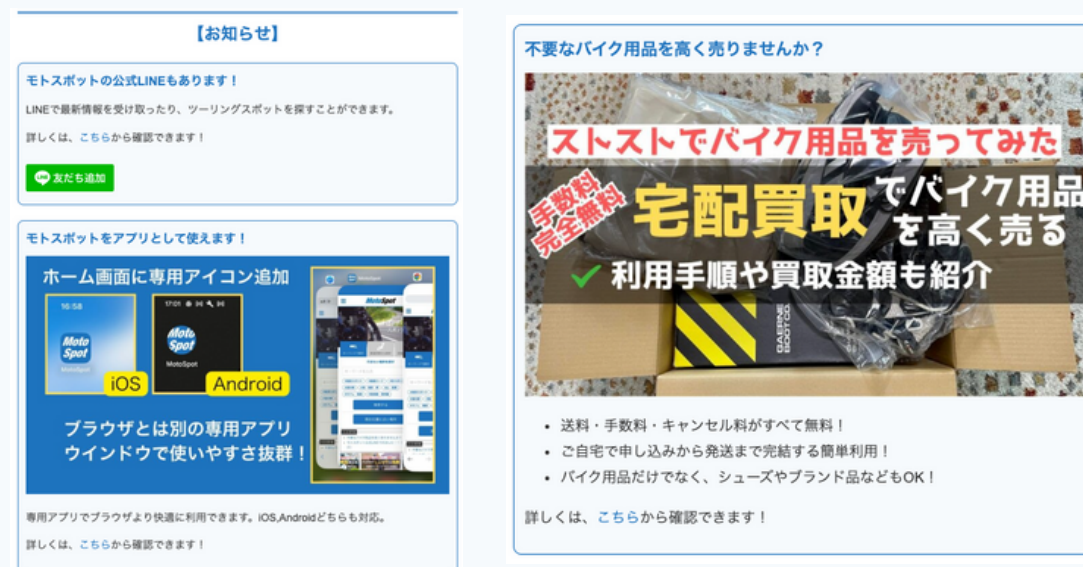 【お知らせ】
モトスポットの公式LINEもあります！
LINEで最新情報を受け取ったり、ツーリングスポットを探すことができます。
詳しくは、こちらから確認できます！
LINE 友だち追加
モトスポットをアプリとして使えます！
ホーム画面に専用アイコン追加
16:58
17:01
Moto
Spot
MotoSpot
Moto
Spot
MotoSpot
iOS
Android
MotoSpot
ブラウザとは別の専用アプリ
ウインドウで使いやすさ抜群！
専用アプリでブラウザより快適に利用できます。iOS,Androidどちらも対応。
詳しくは、こちらから確認できます！
不要なバイク用品を高く売りませんか？
ストストでバイク用品を売ってみた
手数料
完全無料
宅配買取でバイク用品
を高く売る
利用手順や買取金額も紹介
GAERNE
BOOT CO
・送料・手数料・キャンセル料がすべて無料！
・ご自宅で申し込みから発送まで完結する簡単利用！
・バイク用品だけでなく、シューズやブランド品などもOK！
詳しくは、こちらから確認できます！